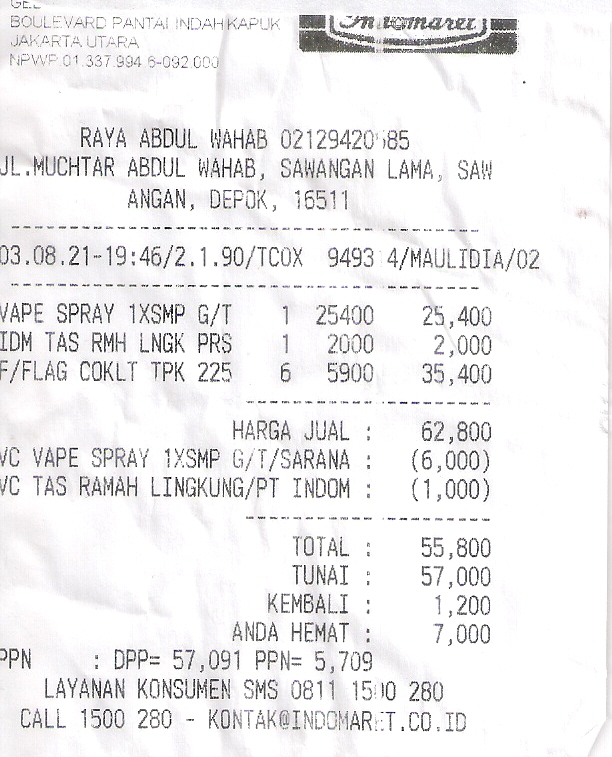 BOULEVARD PANTAI INDAH KAPUK
JAKARTA UTARA
NPWP 01.337.994.6-092.000
Indomaret
RAYA ABDUL WAHAB
JL.MUCHTAR ABDUL WAHAB, SAWANGAN LAMA, SAW
ANGAN, DEPOK, 16511
03.08.21-19:46/2.1.90/TCOX 9493 4/MAULIDIA/02
VAPE SPRAY 1XSMP G/T 1 25400 25,400
IDM TAS RMH LNGK PRS 1 2000 2,000
F/FLAG COKLT TPK 225 6 5900 35,400
HARGA JUAL : 62,800
VC VAPE SPRAY 1XSMP G/T/SARANA : (6,000)
VC TAS RAMAH LINGKUNG/PT INDOM : (1,000)
TOTAL : 55,800
TUNAI : 57,000
KEMBALI : 1,200
ANDA HEMAT : 7,000
PPN : DPP= 57,091 PPN= 5,709
LAYANAN KONSUMEN SMS 0811 1500 280
CALL 1500 280 - KONTAK@INDOMARET.CO.ID